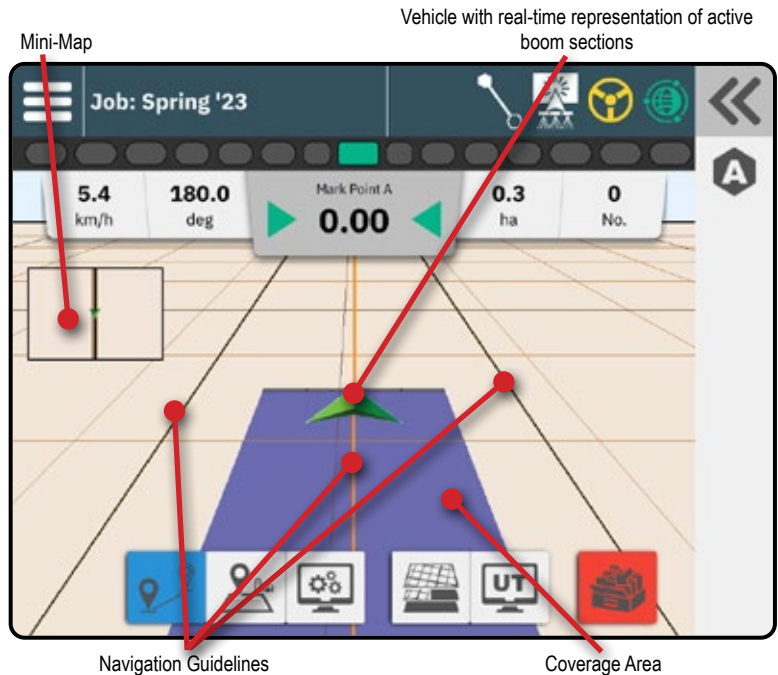 Vehicle with real-time representation of active
boom sections
Mini-Map
Job: Spring '23
A
5.4
km/h
180.0
deg
Mark Point A
0.00
0.3
ha
0
No.
UT
Navigation Guidelines
Coverage Area